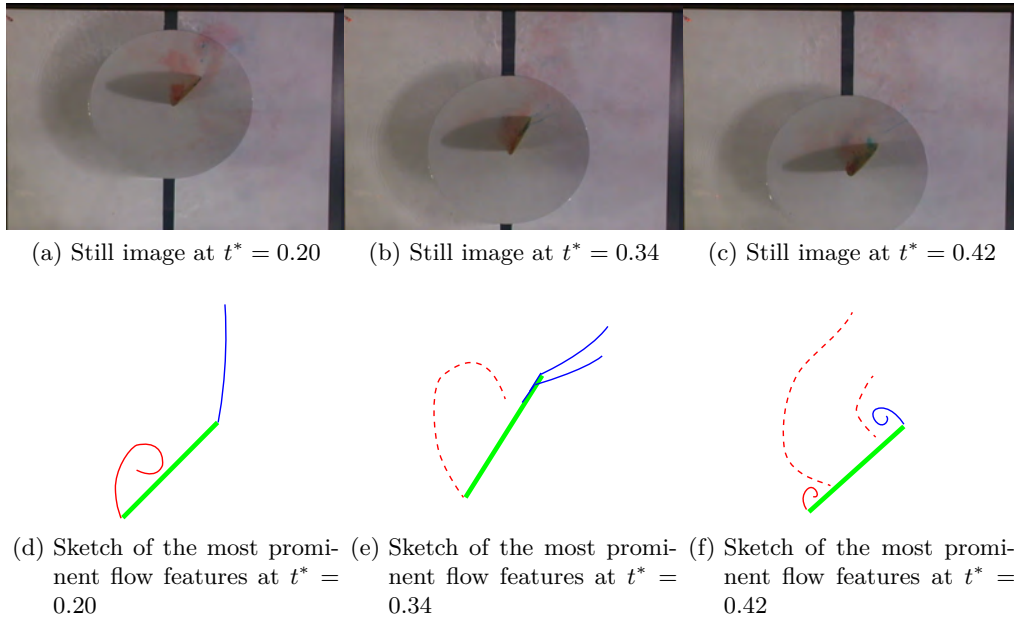 (a) Still image at t* = 0.20
(b) Still image at t* = 0.34
(c) Still image at t* = 0.42
(d) Sketch of the most promi-
nent flow features at t* =
0.20
(e) Sketch of the most promi-
nent flow features at t* =
0.34
(f) Sketch of the most promi-
nent flow features at t* =
0.42